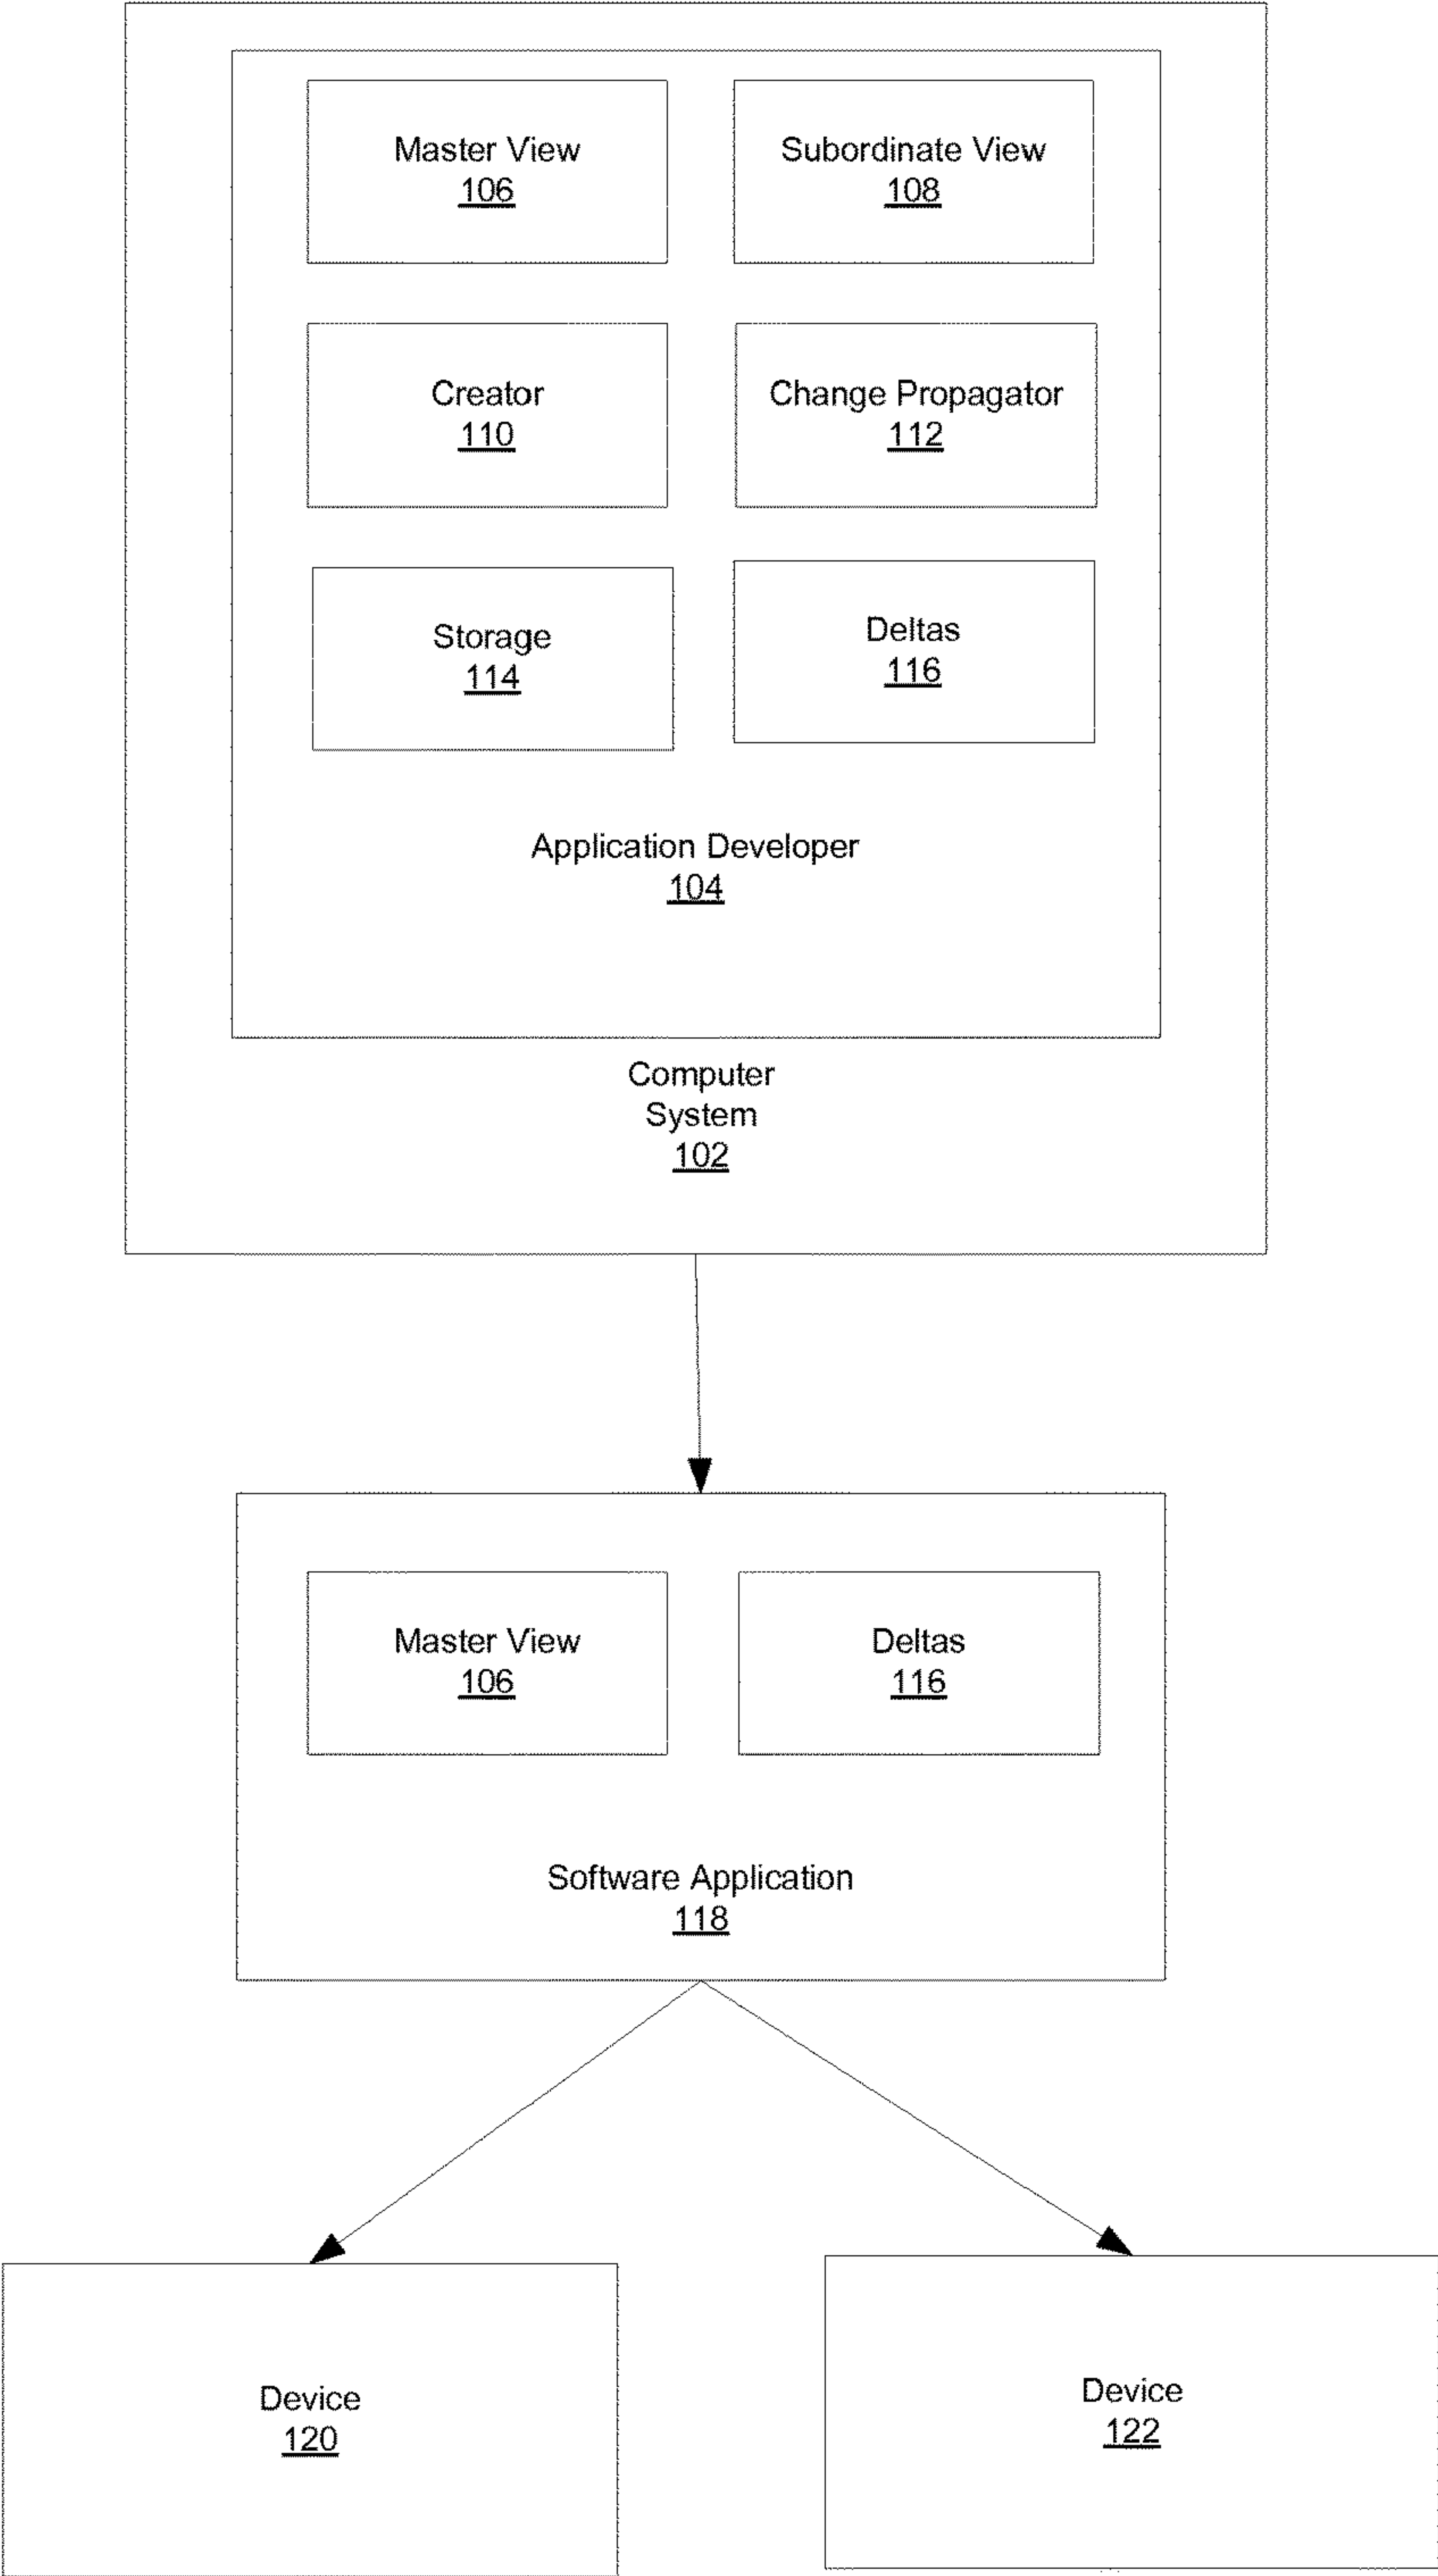 Master View
106
Subordinate View
108
Creator
110
Change Propagator
112
Storage
114
Deltas
116
Application Developer
104
Computer
System
102
Master View
106
Deltas
116
Software Application
118
Device
120
Device
122